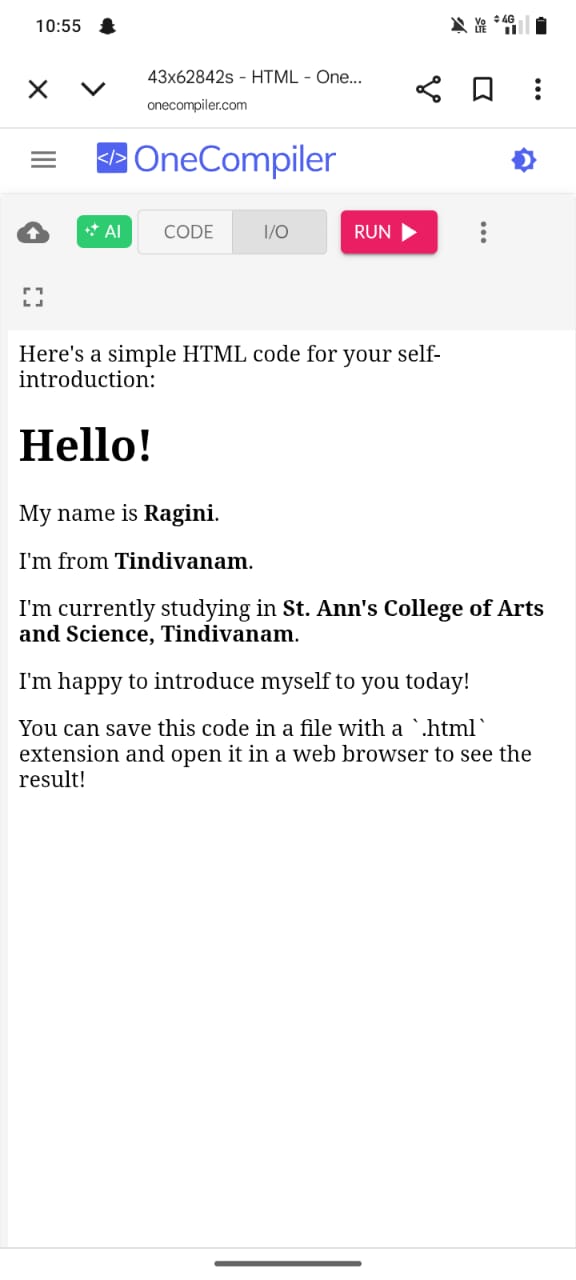 10:55
Vo
LTE
4G
43x62842s - HTML - One...
onecompiler.com
</> OneCompiler
AI CODE I/O RUN
Here's a simple HTML code for your self-
introduction:
Hello!
My name is Ragini.
I'm from Tindivanam.
I'm currently studying in St. Ann's College of Arts
and Science, Tindivanam.
I'm happy to introduce myself to you today!
You can save this code in a file with a `.html`
extension and open it in a web browser to see the
result!